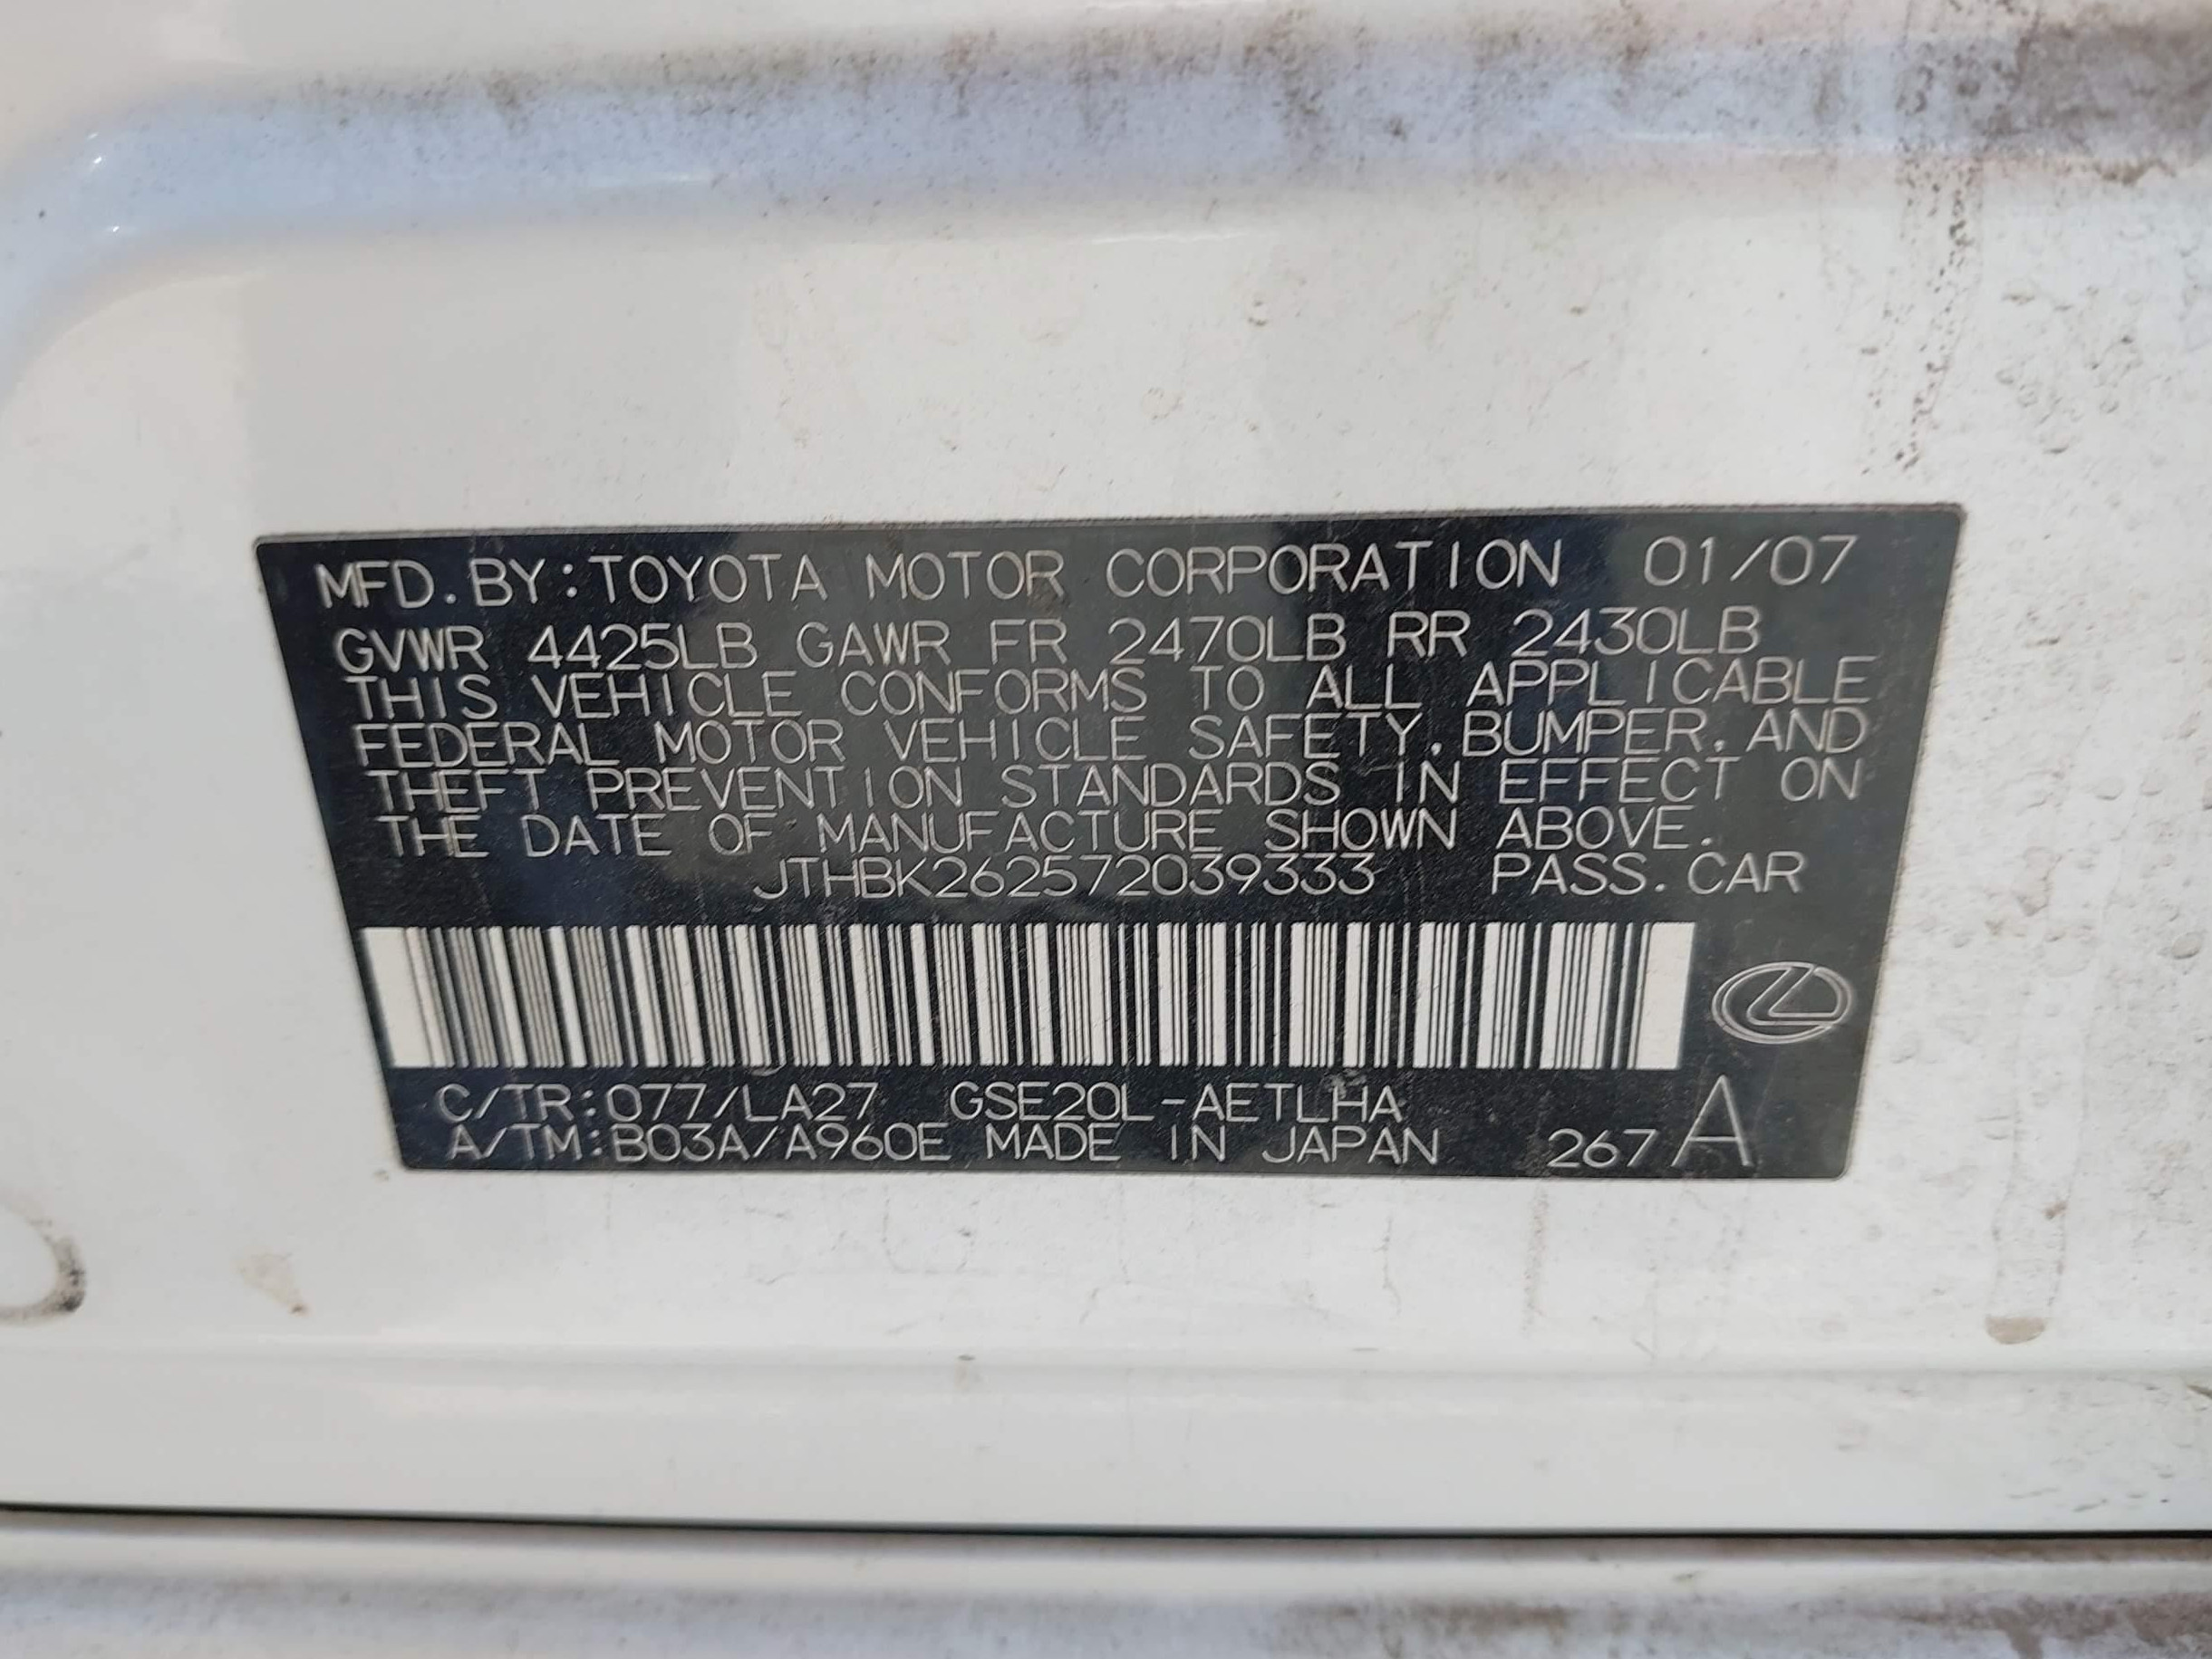 MFD. BY: TOYOTA MOTOR CORPORATION 01/07
GVWR 4425LB GAWR FR 2470LB RR 2430LB
THIS VEHICLE CONFORMS TO ALL APPLICABLE
FEDERAL MOTOR VEHICLE SAFETY, BUMPER, AND
THEFT PREVENTION STANDARDS IN EFFECT ON
THE DATE OF MANUFACTURE SHOWN ABOVE.
JTHBK262572039333 PASS. CAR
C/TR:077/LA27 GSE20L-AETLHA
A/TM:B03A/A960E MADE IN JAPAN 267 A